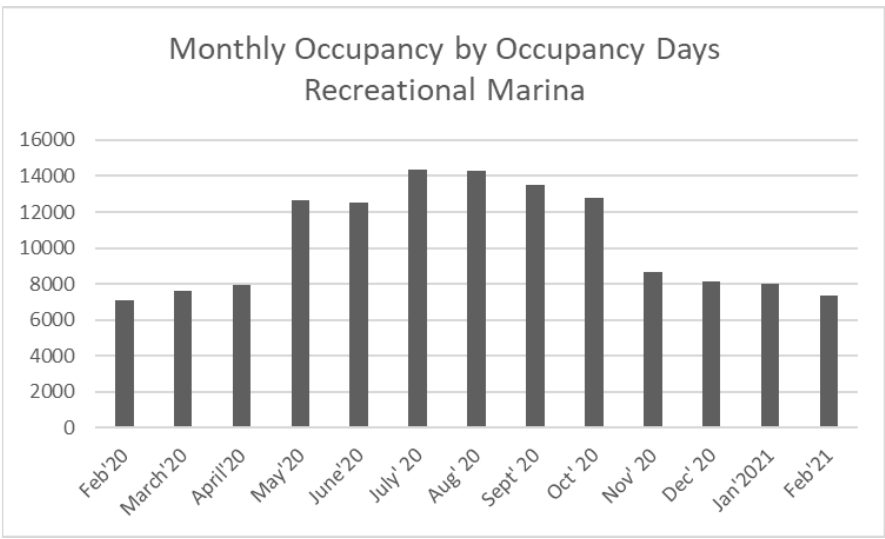 Monthly Occupancy by Occupancy Days
Recreational Marina
16000
14000
12000
10000
8000
6000
4000
2000
0
Feb'20
March'20
April'20
May'20
June'20
July' 20
Aug' 20
Sept' 20
Oct' 20
Nov' 20
Dec' 20
Jan'2021
Feb'21